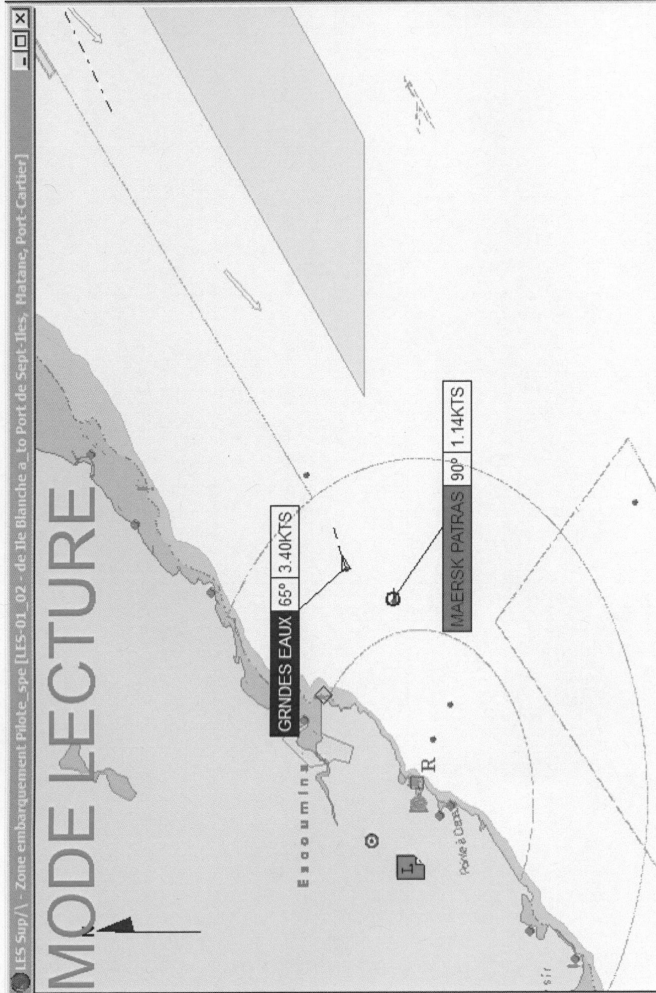 LES Sup/\ - Zone embarquement Pilote_spe [LES-01_02 - de Ile Blanche a_to Port de Sept-Iles, Matane, Port-Cartier]
MODE LECTURE
GRNDES EAUX 65° 3.40KTS
MAERSK PATRAS 90° 1.14KTS
Escoumins
R
L
sir